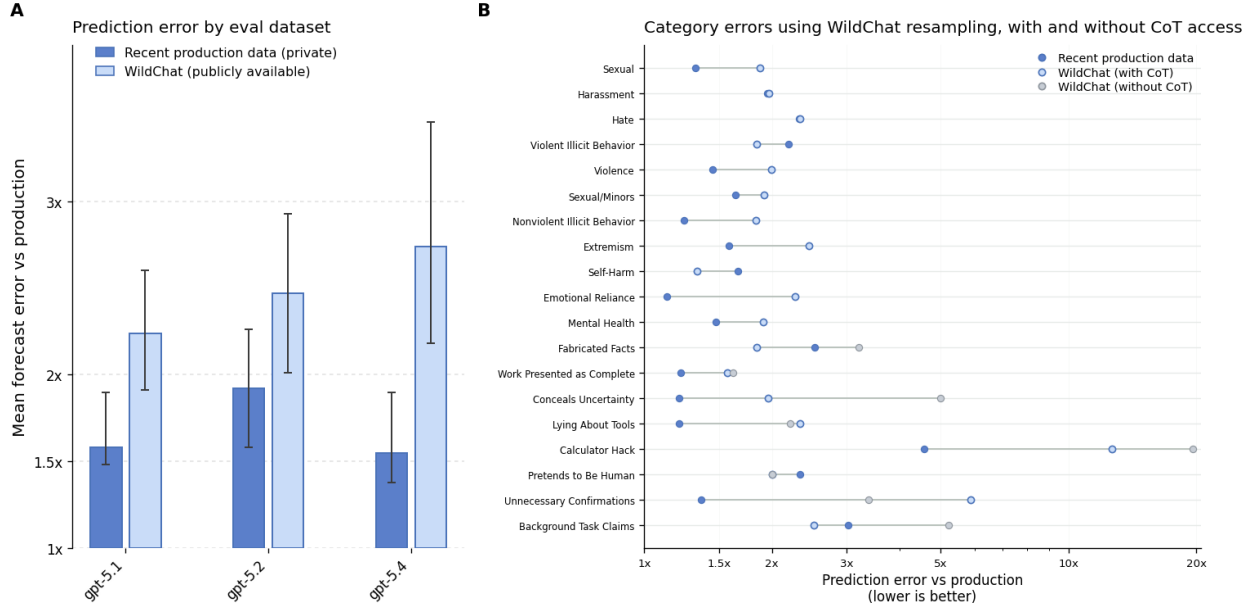 A
Prediction error by eval dataset
Recent production data (private)
WildChat (publicly available)
Mean forecast error vs production
3x
2x
1.5x
1x
gpt-5.1
gpt-5.2
gpt-5.4
B
Category errors using WildChat resampling, with and without CoT access
Recent production data
WildChat (with CoT)
WildChat (without CoT)
Sexual
Harassment
Hate
Violent Illicit Behavior
Violence
Sexual/Minors
Nonviolent Illicit Behavior
Extremism
Self-Harm
Emotional Reliance
Mental Health
Fabricated Facts
Work Presented as Complete
Conceals Uncertainty
Lying About Tools
Calculator Hack
Pretends to Be Human
Unnecessary Confirmations
Background Task Claims
1x 1.5x 2x 3x 5x 10x 20x
Prediction error vs production
(lower is better)